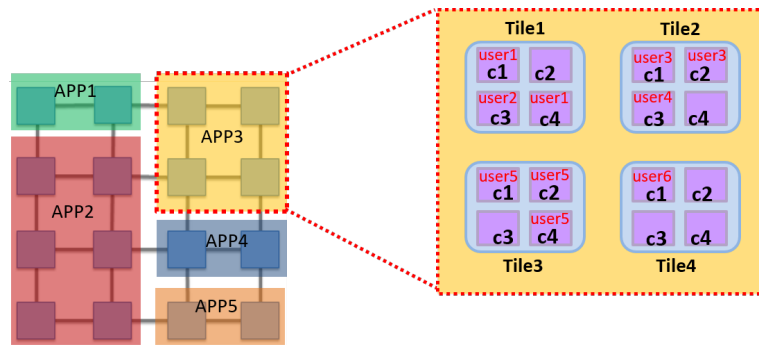 APP1
APP3
APP2
APP4
APP5
Tile1
Tile2
user1
c1 c2
user2 user1
c3 c4
user3 user3
c1 c2
user4
c3 c4
user5 user5
c1 c2
user5
c3 c4
user6
c1 c2
c3 c4
Tile3
Tile4